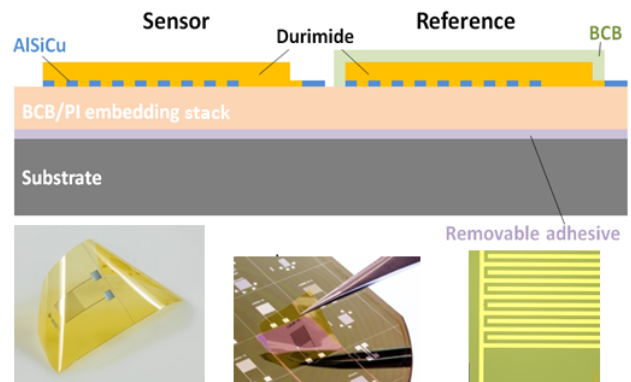 Sensor
Reference
AlSiCu
Durimide
BCB
BCB/PI embedding stack
Substrate
Removable adhesive